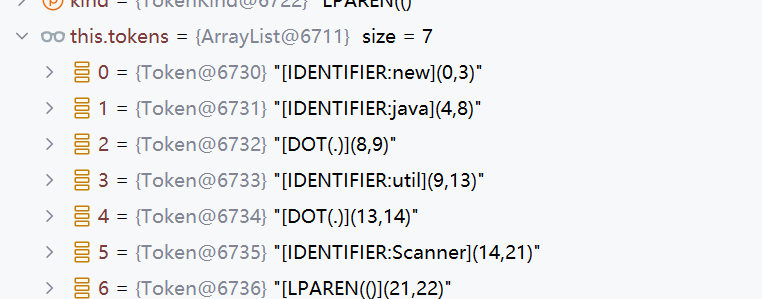 kind = {TokenKind@6722} "LPAREN(()"
this.tokens = {ArrayList@6711} size = 7
0 = {Token@6730} "[IDENTIFIER:new](0,3)"
1 = {Token@6731} "[IDENTIFIER:java](4,8)"
2 = {Token@6732} "[DOT(.)](8,9)"
3 = {Token@6733} "[IDENTIFIER:util](9,13)"
4 = {Token@6734} "[DOT(.)](13,14)"
5 = {Token@6735} "[IDENTIFIER:Scanner](14,21)"
6 = {Token@6736} "[LPAREN(()](21,22)"